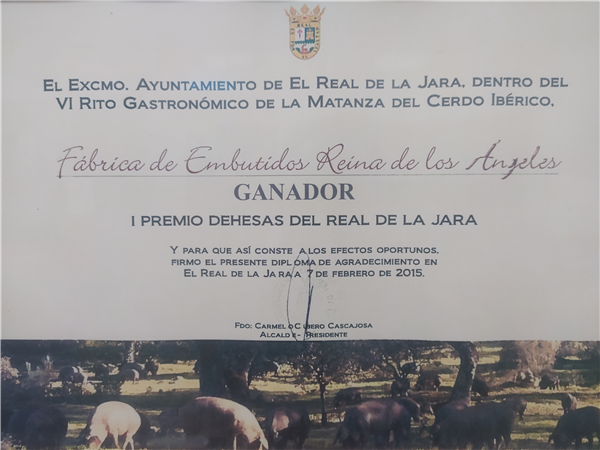 El Excmo. Ayuntamiento de El Real de la Jara, dentro del
VI Rito Gastronómico de la Matanza del Cerdo Ibérico,
Fábrica de Embutidos Reina de los Ángeles
GANADOR
I PREMIO DEHESAS DEL REAL DE LA JARA
Y para que así conste a los efectos oportunos,
firmo el presente diploma de agradecimiento en
El Real de la Jara a 7 de febrero de 2015.
Fdo: Carmelo Cubero Cascajosa
Alcalde-Presidente